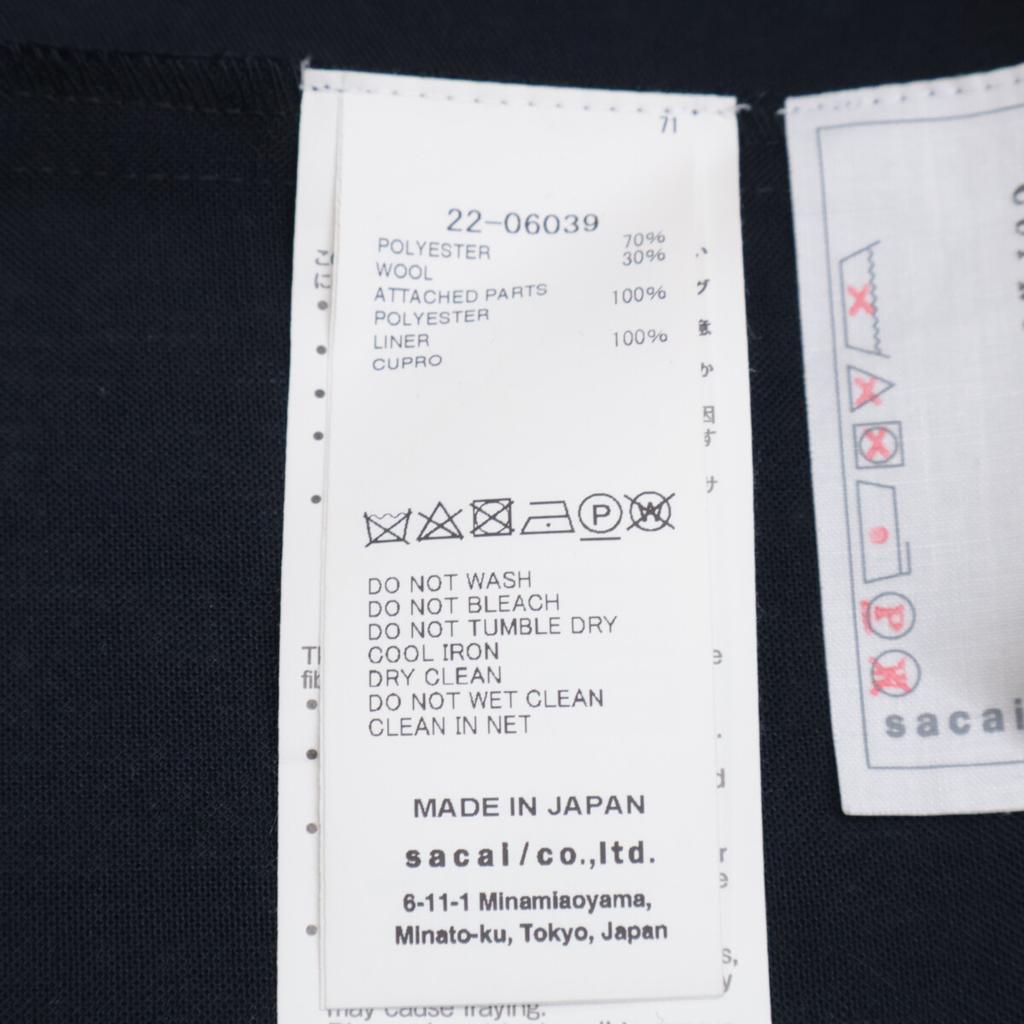 71
22-06039
POLYESTER 70%
WOOL 30%
ATTACHED PARTS
POLYESTER 100%
LINER
CUPRO 100%
P W
DO NOT WASH
DO NOT BLEACH
DO NOT TUMBLE DRY
COOL IRON
DRY CLEAN
DO NOT WET CLEAN
CLEAN IN NET
MADE IN JAPAN
sacai/co.,ltd.
6-11-1 Minamiaoyama,
Minato-ku, Tokyo, Japan
may cause fraying.
P
W
sacai